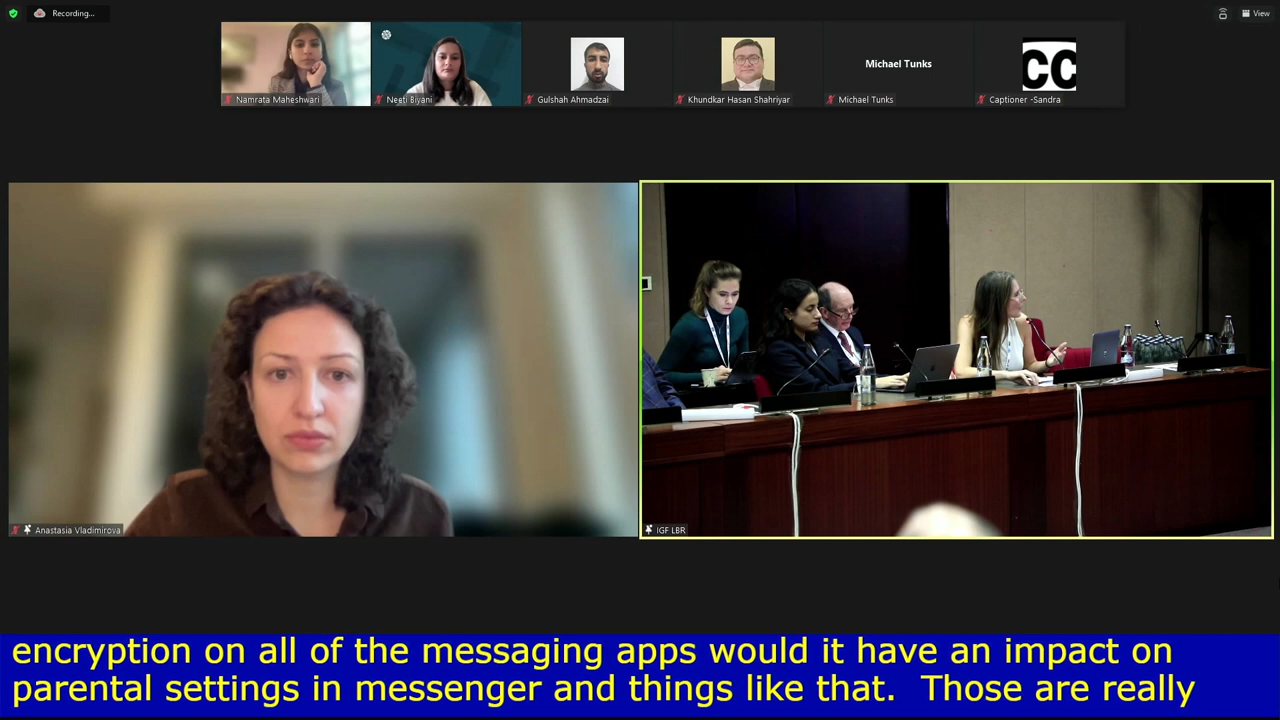 Recording...
View
Namrata Maheshwari
Neeti Biyani
Gulshah Ahmadzai
Khundkar Hasan Shahriyar
Michael Tunks
Michael Tunks
CC
Captioner -Sandra
Anastasia Vladimirova
IGF LBR
encryption on all of the messaging apps would it have an impact on
parental settings in messenger and things like that.  Those are really